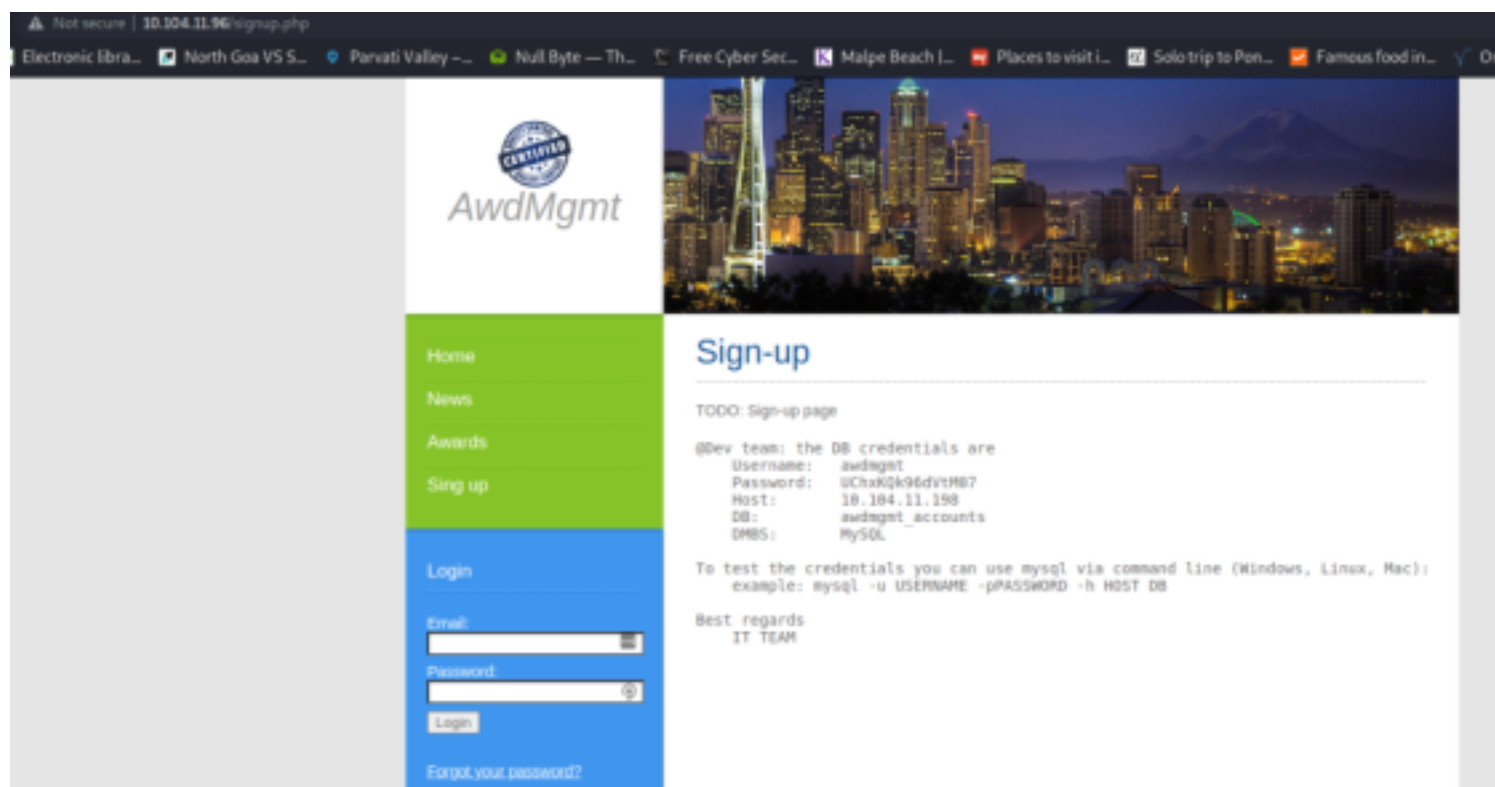 Not secure | 10.104.11.96/signup.php
Electronic libra... North Goa VS S... Parvati Valley –... Null Byte — Th... Free Cyber Sec... Malpe Beach |... Places to visit i... Solo trip to Pon... Famous food in...
CERTIFIED
AwdMgmt
Home
News
Awards
Sing up
Login
Email:
Password:
Login
Forgot your password?
Sign-up
TODO: Sign-up page
@Dev team: the DB credentials are
Username: awdmgmt
Password: UChxKQk96dVtM07
Host: 10.104.11.198
DB: awdmgmt_accounts
DMBS: MySQL
To test the credentials you can use mysql via command line (Windows, Linux, Mac):
example: mysql -u USERNAME -pPASSWORD -h HOST DB
Best regards
IT TEAM